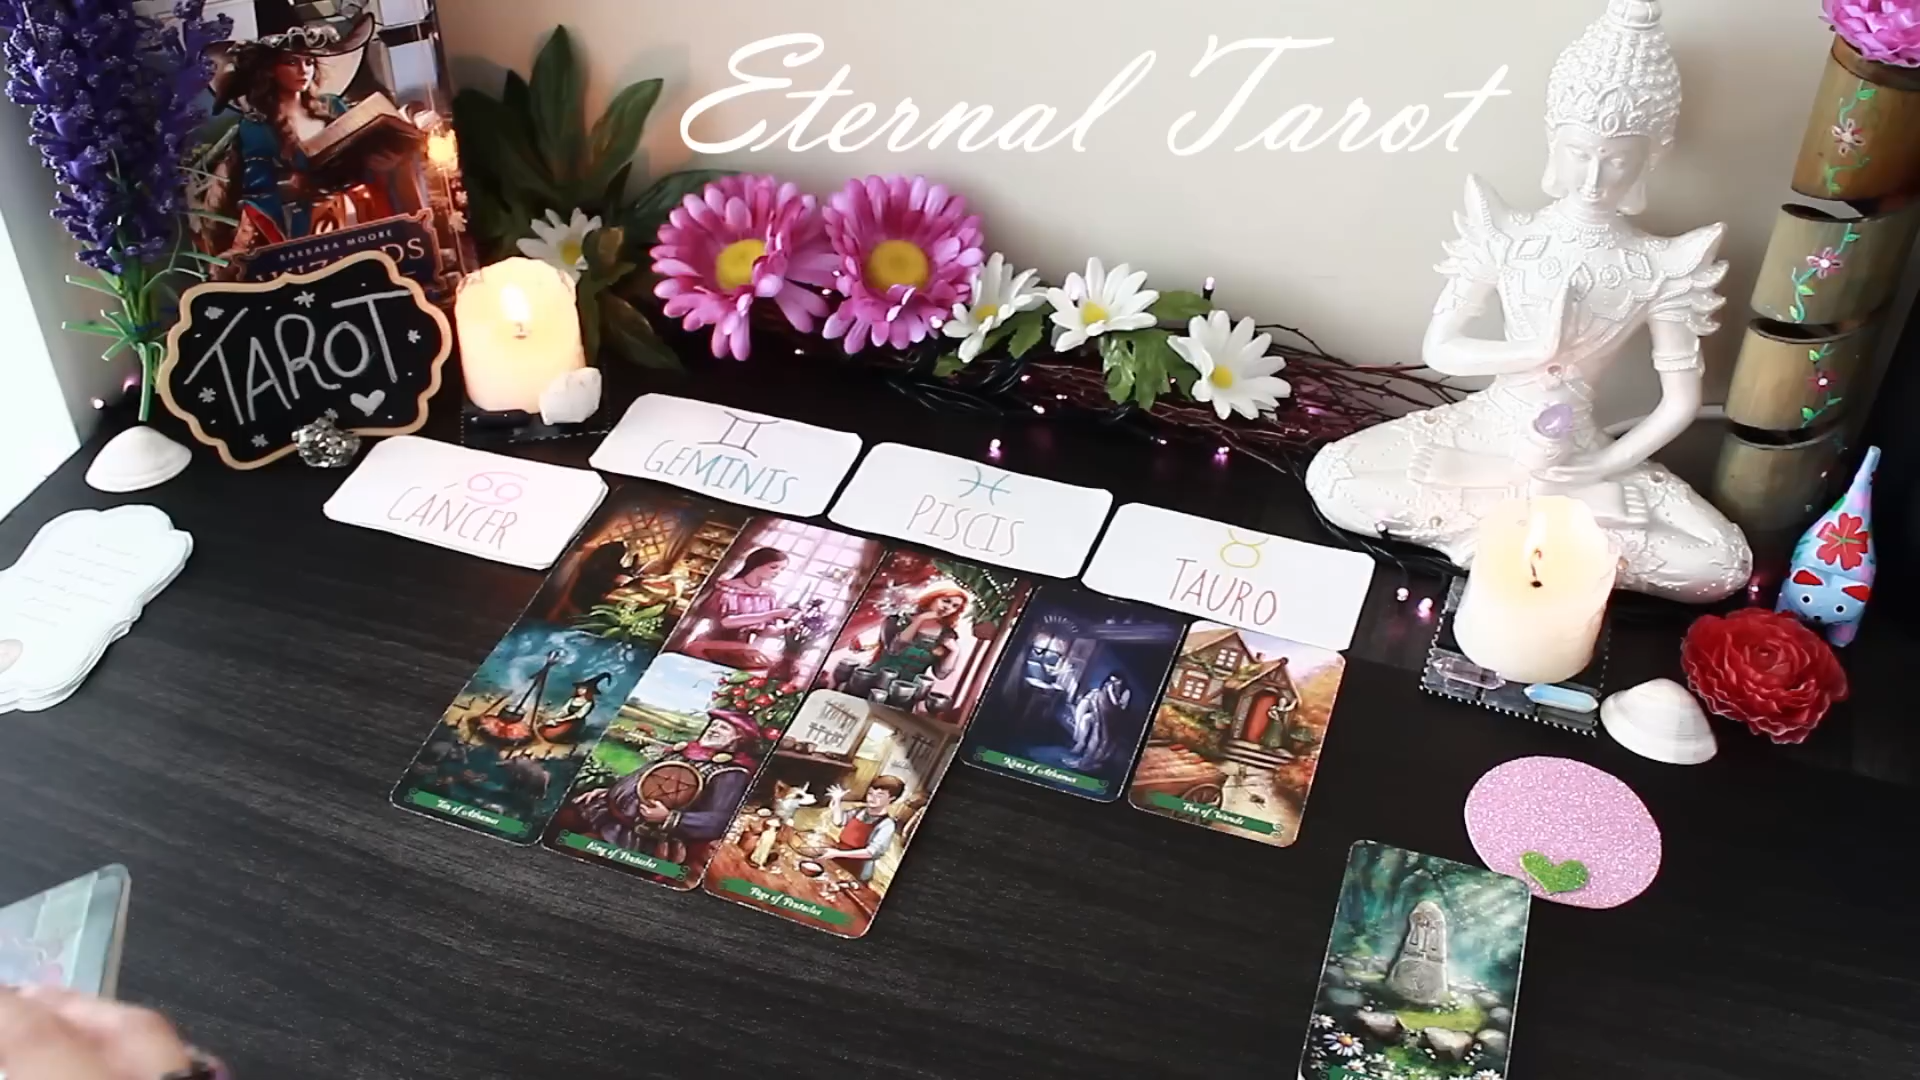 Eternal Tarot
BARBARA MOORE
TAROT
CÁNCER
GEMINIS
PISCIS
TAURO
Ten of Athames
King of Pentacles
Page of Pentacles
King of Athames
Two of Wands